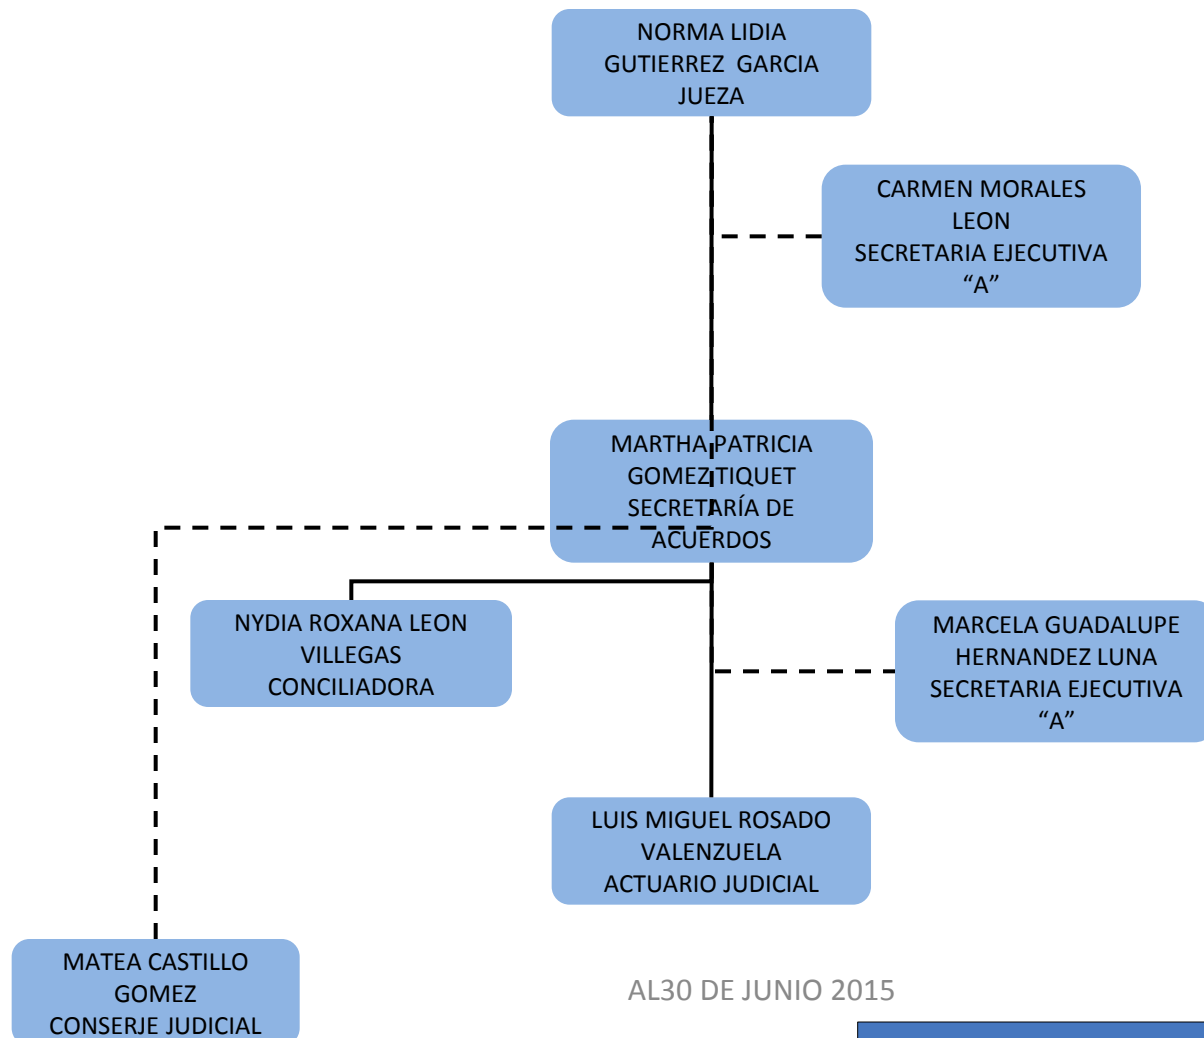 NORMA LIDIA
GUTIERREZ GARCIA
JUEZA
CARMEN MORALES
LEON
SECRETARIA EJECUTIVA
“A”
MARTHA PATRICIA
GOMEZ TIQUET
SECRETARÍA DE
ACUERDOS
NYDIA ROXANA LEON
VILLEGAS
CONCILIADORA
MARCELA GUADALUPE
HERNANDEZ LUNA
SECRETARIA EJECUTIVA
“A”
LUIS MIGUEL ROSADO
VALENZUELA
ACTUARIO JUDICIAL
MATEA CASTILLO
GOMEZ
CONSERJE JUDICIAL
AL30 DE JUNIO 2015